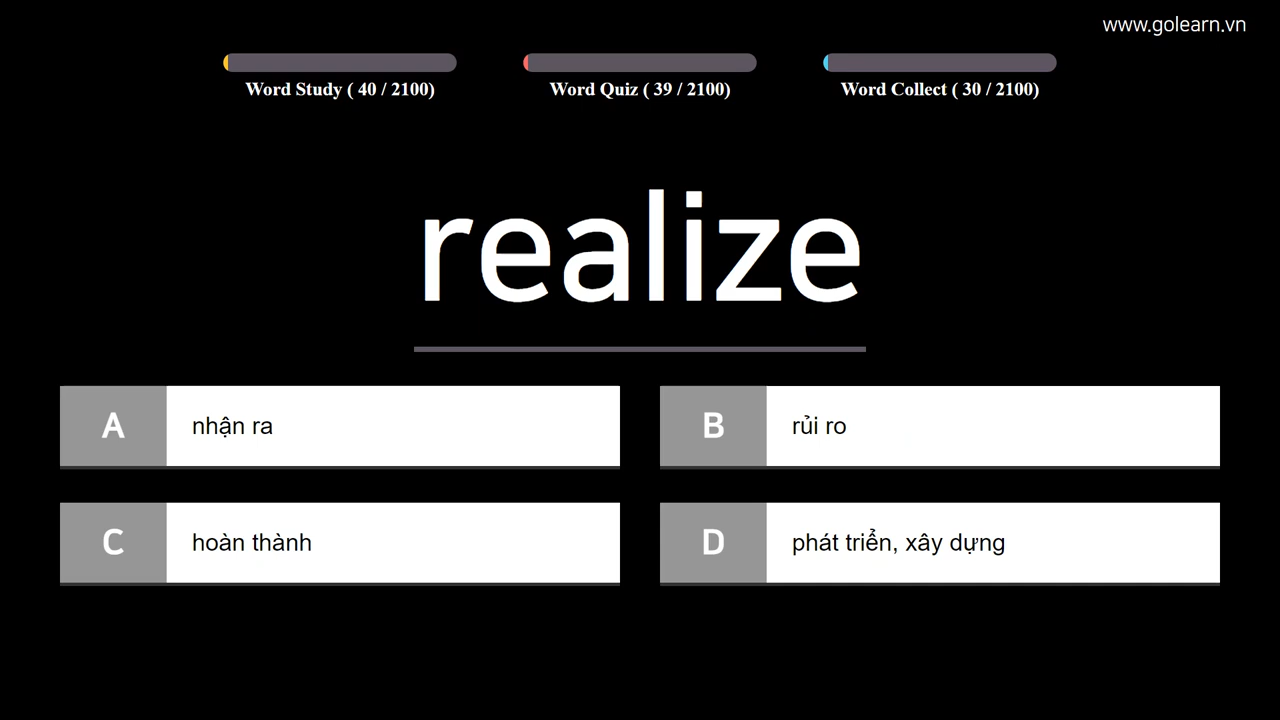 www.golearn.vn
Word Study ( 40 / 2100)
Word Quiz ( 39 / 2100)
Word Collect ( 30 / 2100)
realize
A nhận ra
B rủi ro
C hoàn thành
D phát triển, xây dựng